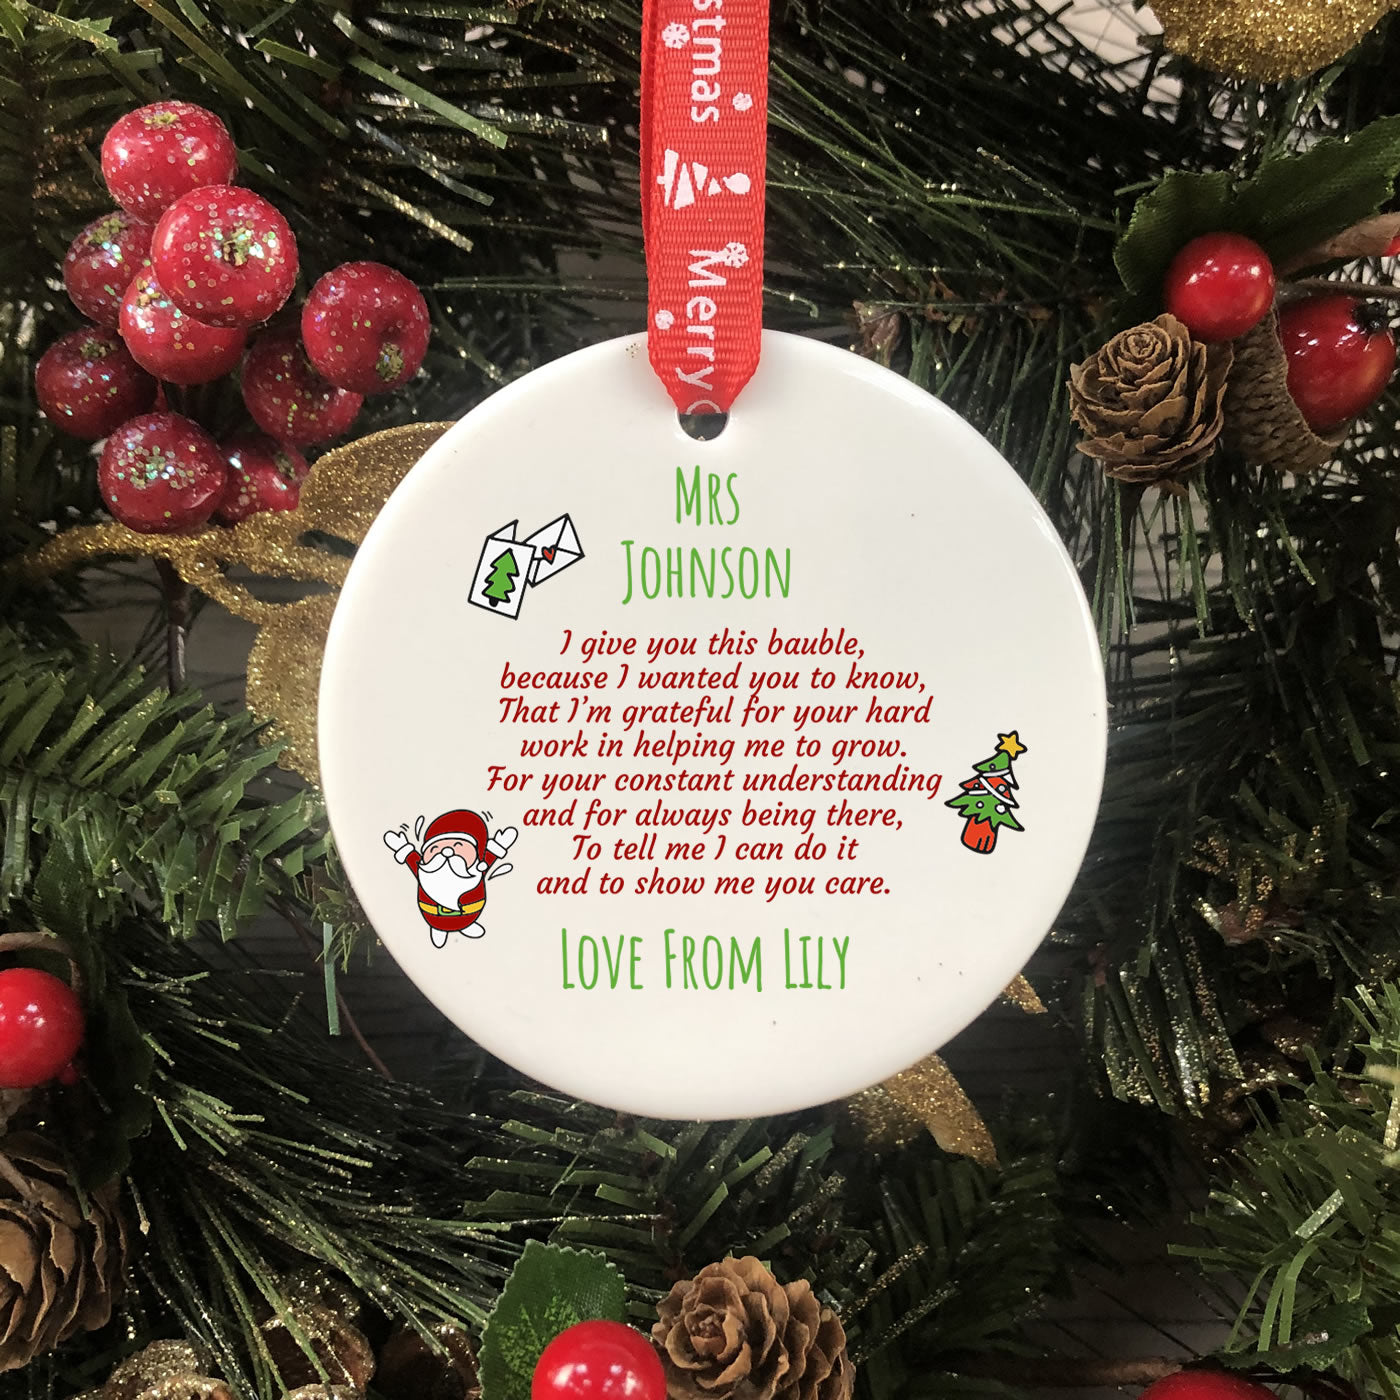 stmas
Merry
Mrs
Johnson
I give you this bauble,
because I wanted you to know,
That I'm grateful for your hard
work in helping me to grow.
For your constant understanding
and for always being there,
To tell me I can do it
and to show me you care.
Love From Lily